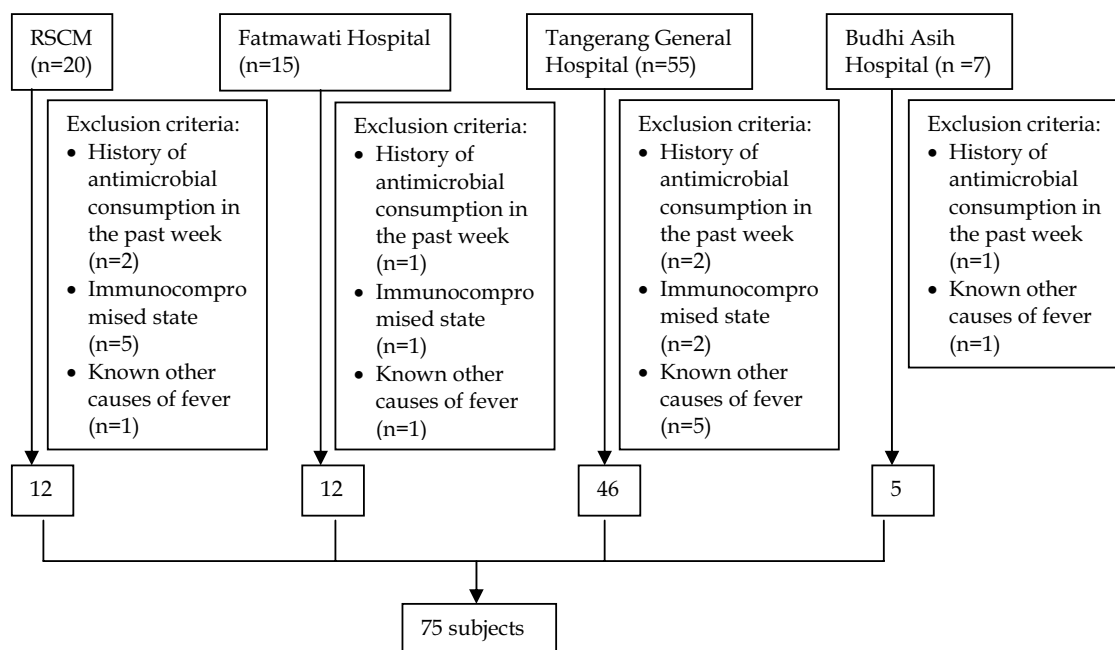 RSCM
(n=20)
Fatmawati Hospital
(n=15)
Tangerang General
Hospital (n=55)
Budhi Asih
Hospital (n =7)
Exclusion criteria:
• History of
antimicrobial
consumption in
the past week
(n=2)
• Immunocompro
mised state
(n=5)
• Known other
causes of fever
(n=1)
Exclusion criteria:
• History of
antimicrobial
consumption in
the past week
(n=1)
• Immunocompro
mised state
(n=1)
• Known other
causes of fever
(n=1)
Exclusion criteria:
• History of
antimicrobial
consumption in
the past week
(n=2)
• Immunocompro
mised state
(n=2)
• Known other
causes of fever
(n=5)
Exclusion criteria:
• History of
antimicrobial
consumption in
the past week
(n=1)
• Known other
causes of fever
(n=1)
12
12
46
5
75 subjects